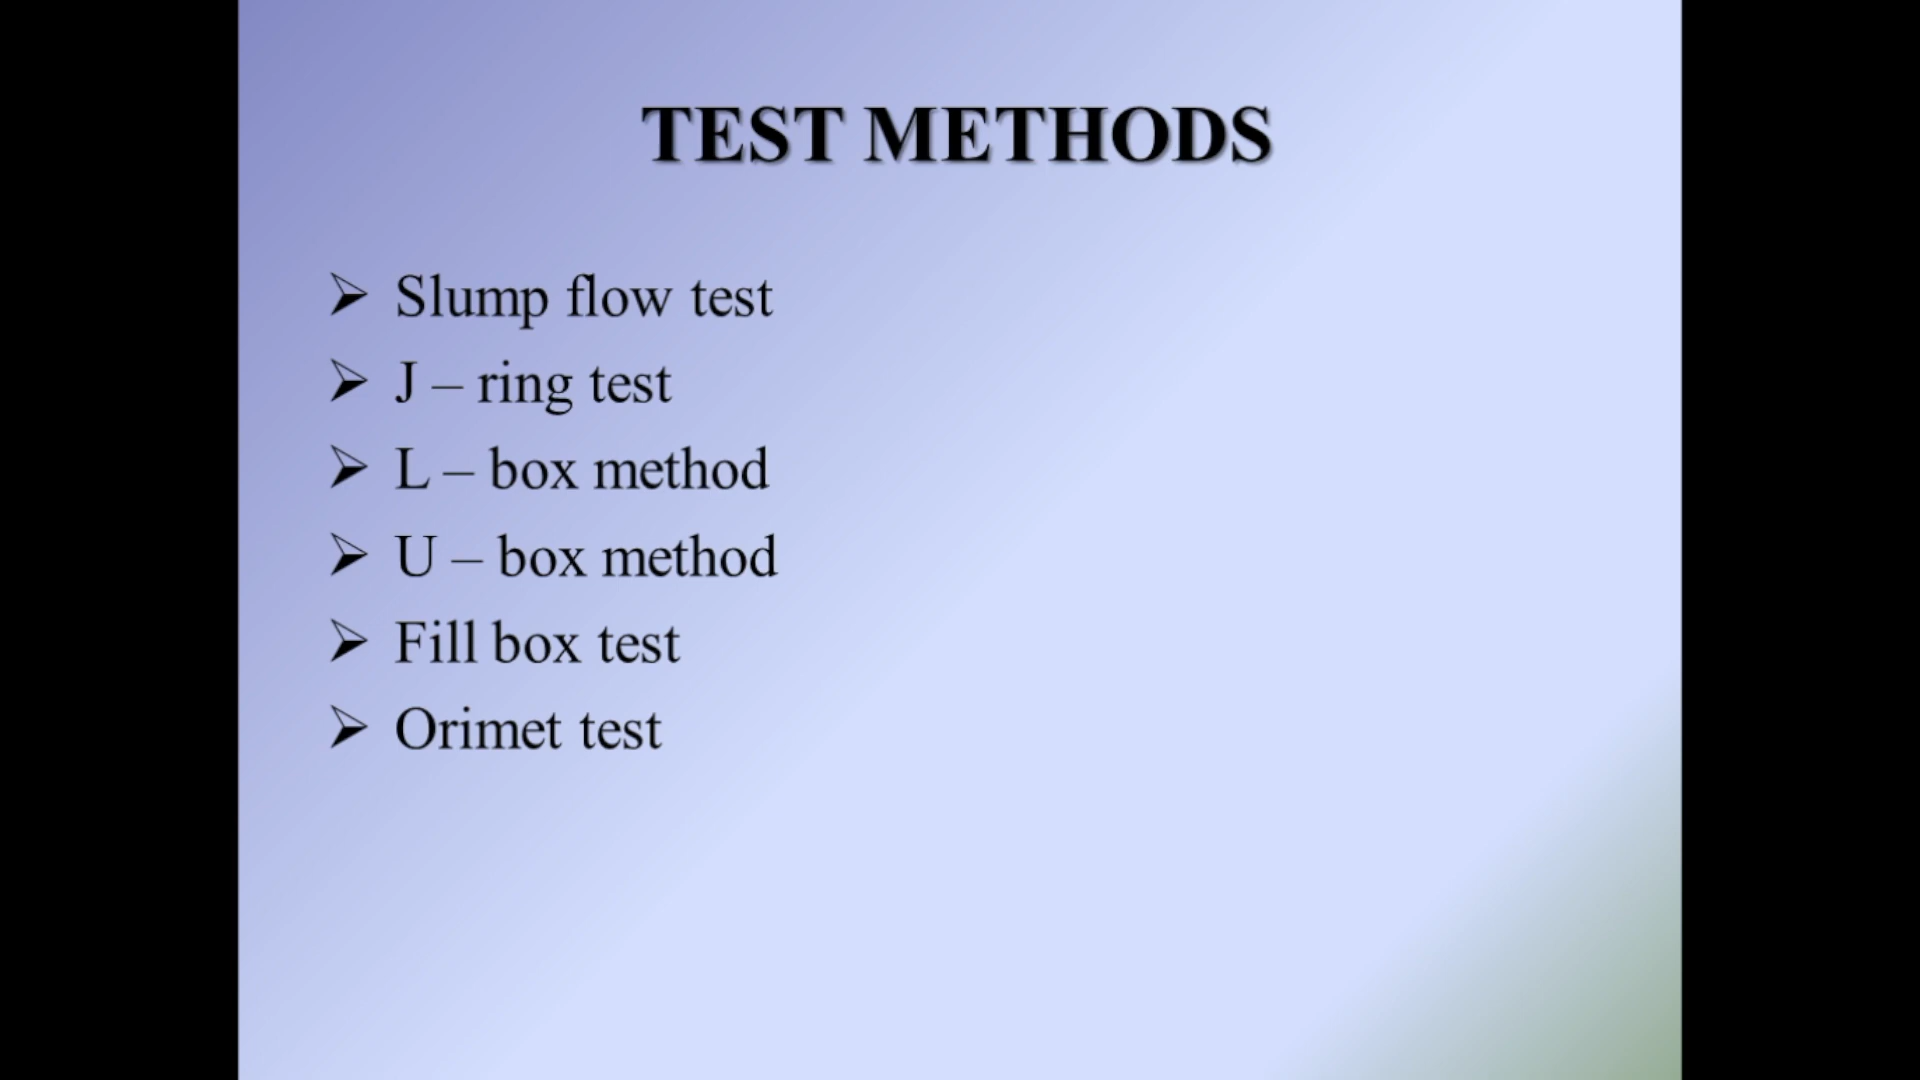 TEST METHODS
➢ Slump flow test
➢ J – ring test
➢ L – box method
➢ U – box method
➢ Fill box test
➢ Orimet test